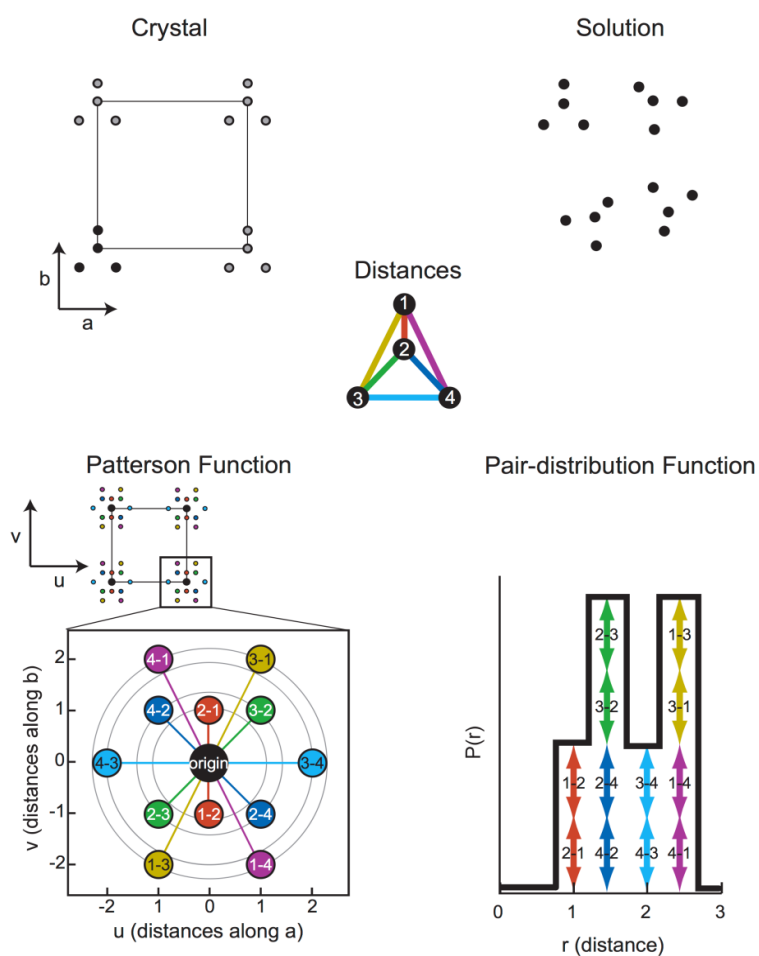 Crystal
Solution
b
a
Distances
1
2
3
4
Patterson Function
Pair-distribution Function
v
u
4-1
3-1
4-2
2-1
3-2
4-3
origin
3-4
2-3
1-2
2-4
1-3
1-4
2
1
0
-1
-2
v (distances along b)
-2 -1 0 1 2
u (distances along a)
P(r)
2-3
1-3
3-2
3-1
1-2
2-4
3-4
1-4
2-1
4-2
4-3
4-1
0 1 2 3
r (distance)